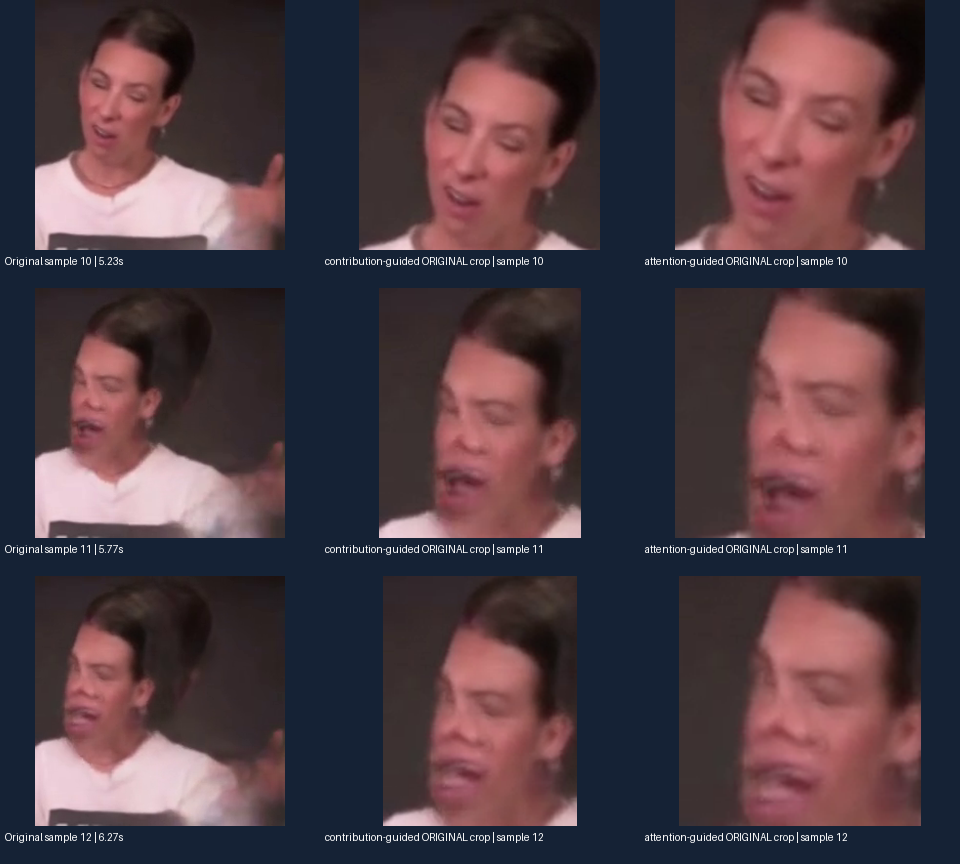 Original sample 10 | 5.23s
contribution-guided ORIGINAL crop | sample 10
attention-guided ORIGINAL crop | sample 10
Original sample 11 | 5.77s
contribution-guided ORIGINAL crop | sample 11
attention-guided ORIGINAL crop | sample 11
Original sample 12 | 6.27s
contribution-guided ORIGINAL crop | sample 12
attention-guided ORIGINAL crop | sample 12